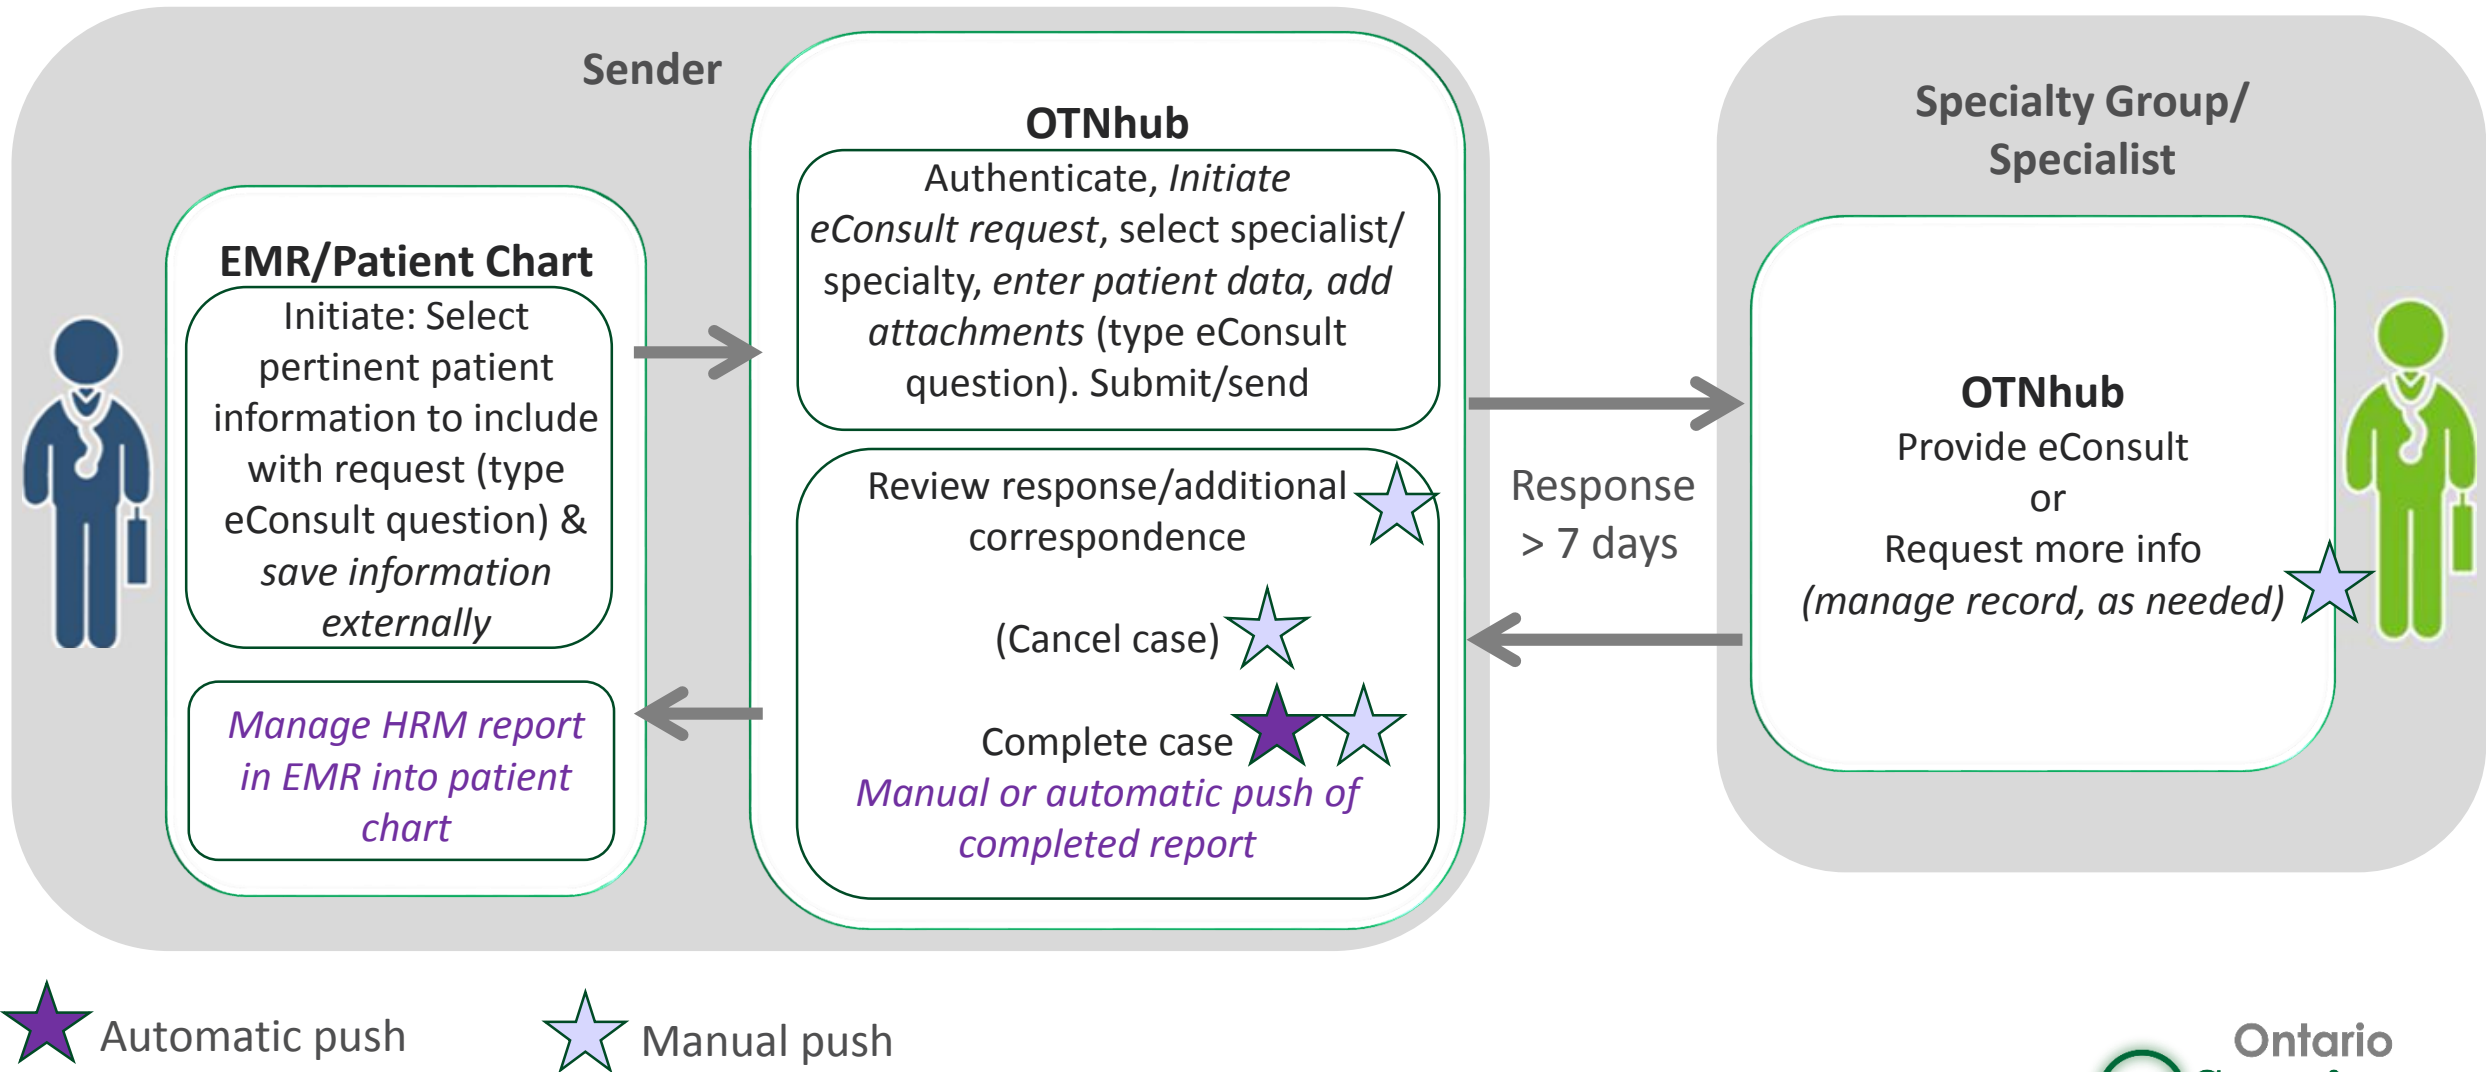 Sender
EMR/Patient Chart
Initiate: Select
pertinent patient
information to include
with request (type
eConsult question) &
save information
externally
Manage HRM report
in EMR into patient
chart
OTNhub
Authenticate, Initiate
eConsult request, select specialist/
specialty, enter patient data, add
attachments (type eConsult
question). Submit/send
Review response/additional
correspondence
(Cancel case)
Complete case
Manual or automatic push of
completed report
Response
> 7 days
Specialty Group/
Specialist
OTNhub
Provide eConsult
or
Request more info
(manage record, as needed)
Automatic push
Manual push
Ontario